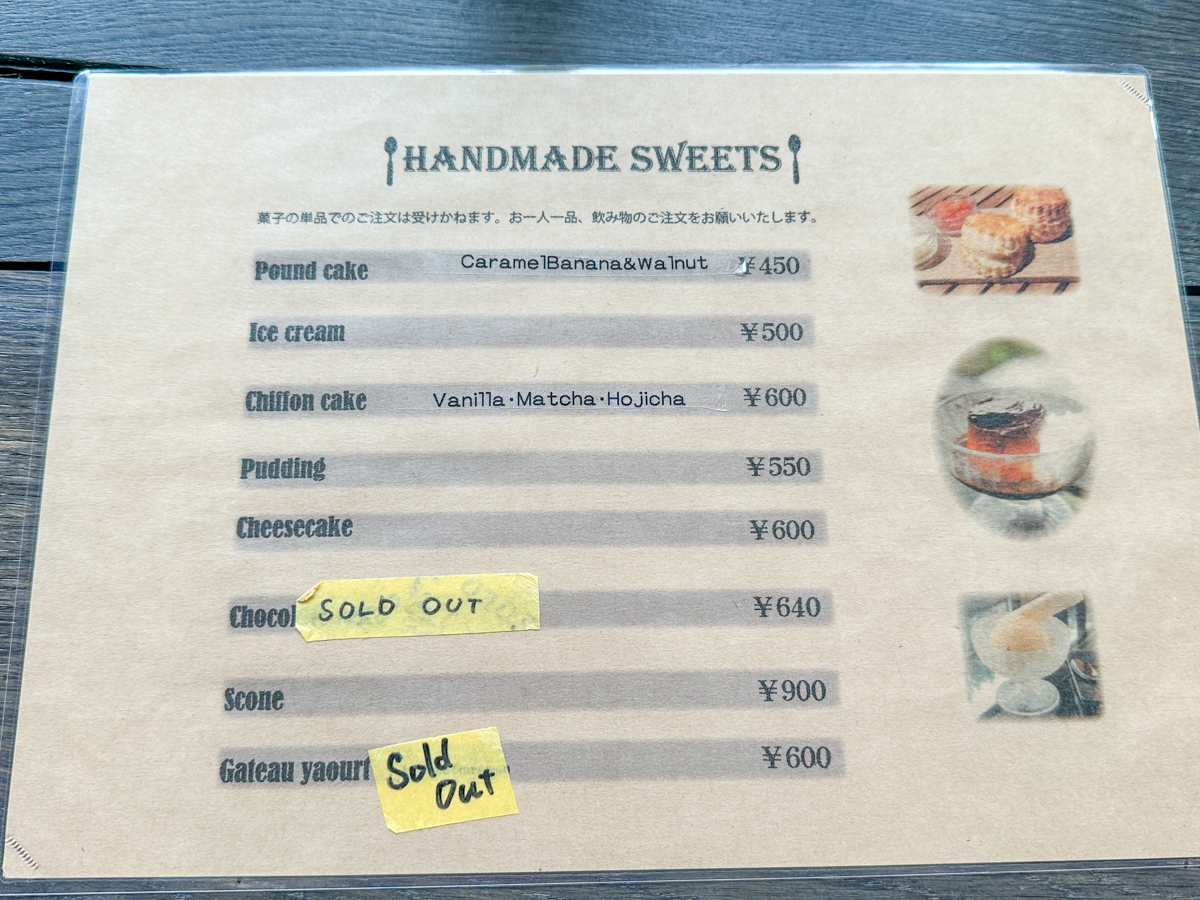 HANDMADE SWEETS
菓子の単品でのご注文は受けかねます。お一人一品、飲み物のご注文をお願いいたします。
Pound cake CaramelBanana&Walnut ¥450
Ice cream ¥500
Chiffon cake Vanilla・Matcha・Hojicha ¥600
Pudding ¥550
Cheesecake ¥600
Chocol SOLD OUT ¥640
Scone ¥900
Gateau yaourt Sold Out ¥600